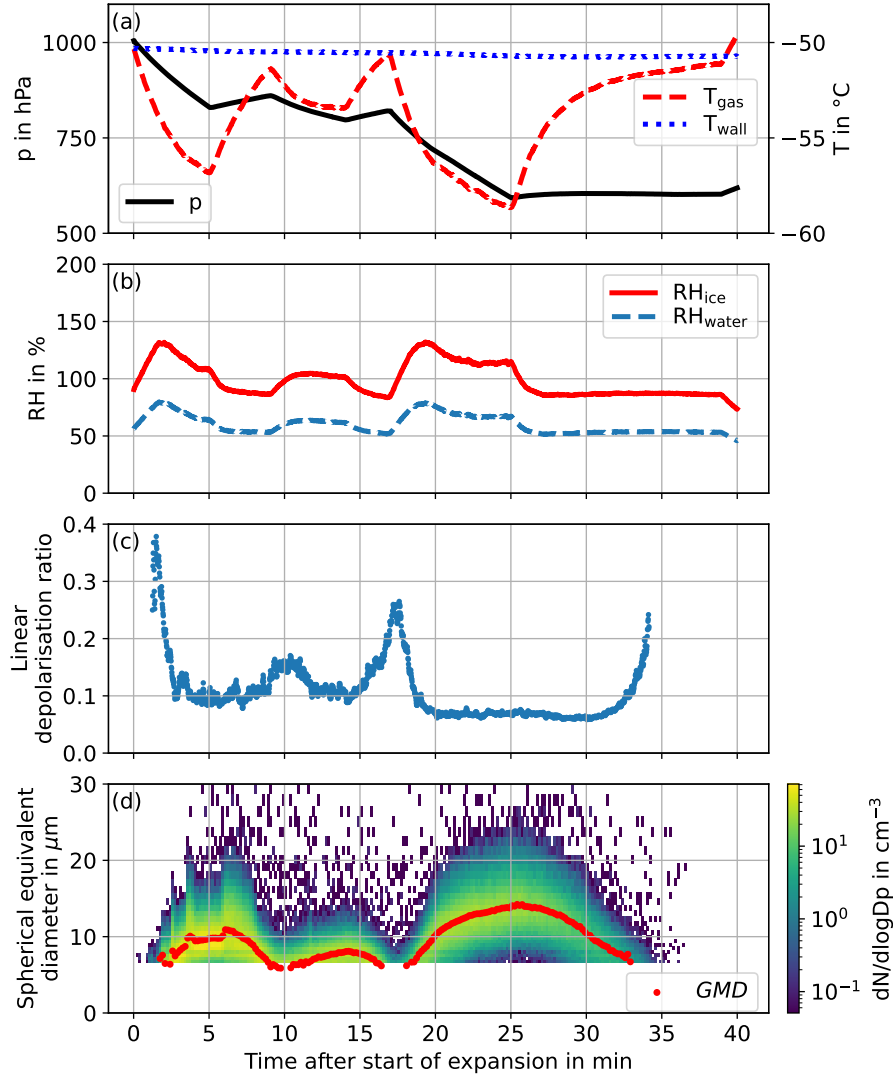 (a)
1000
750
500
p in hPa
p
T_gas
T_wall
−50
−55
−60
T in °C
(b)
200
150
100
50
0
RH in %
RH_ice
RH_water
(c)
0.4
0.3
0.2
0.1
0.0
Linear
depolarisation ratio
(d)
30
20
10
0
Spherical equivalent
diameter in μm
GMD
10^1
10^0
10^−1
dN/dlogDp in cm^−3
0 5 10 15 20 25 30 35 40
Time after start of expansion in min